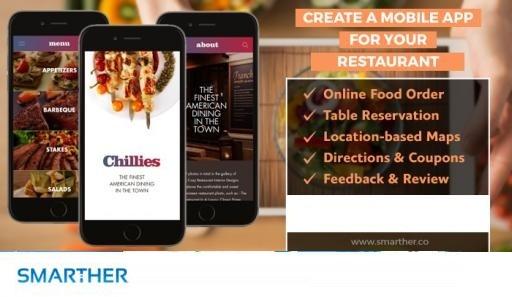 menu
APPETIZERS
BARBEQUE
STAKES
SALADS
Chillies
THE FINEST
AMERICAN DINING
IN THE TOWN
about
THE
FINEST
AMERICAN
DINING
IN THE
TOWN
CREATE A MOBILE APP
FOR YOUR
RESTAURANT
✓ Online Food Order
✓ Table Reservation
✓ Location-based Maps
✓ Directions & Coupons
✓ Feedback & Review
www.smarther.co
SMARTHER